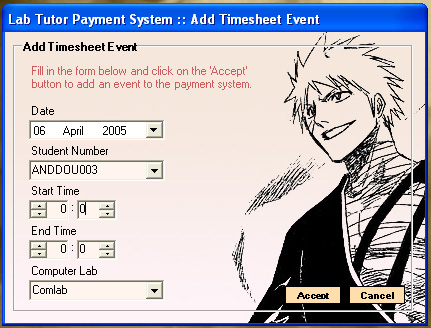 Lab Tutor Payment System :: Add Timesheet Event
Add Timesheet Event
Fill in the form below and click on the 'Accept'
button to add an event to the payment system.
Date
06 April 2005
Student Number
ANDDOU003
Start Time
0 : 0
End Time
0 : 0
Computer Lab
Comlab
Accept Cancel